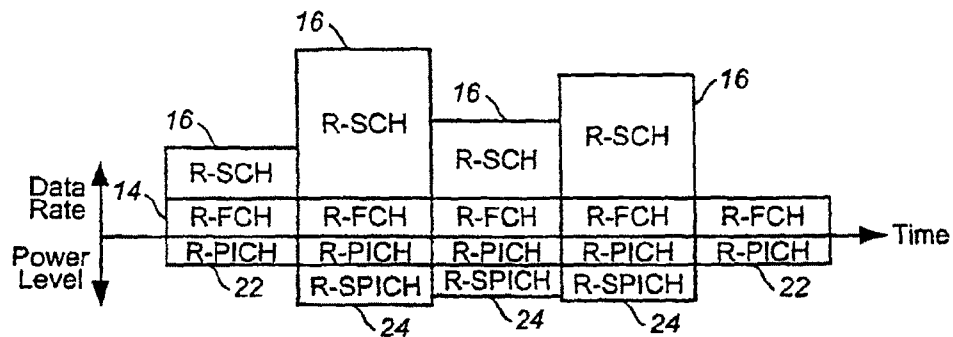 16
16
16
16
R-SCH
R-SCH
R-SCH
R-SCH
Data
Rate
14
R-FCH
R-FCH
R-FCH
R-FCH
R-FCH
Time
Power
Level
R-PICH
R-PICH
R-PICH
R-PICH
R-PICH
22
R-SPICH
R-SPICH
R-SPICH
22
24
24
24